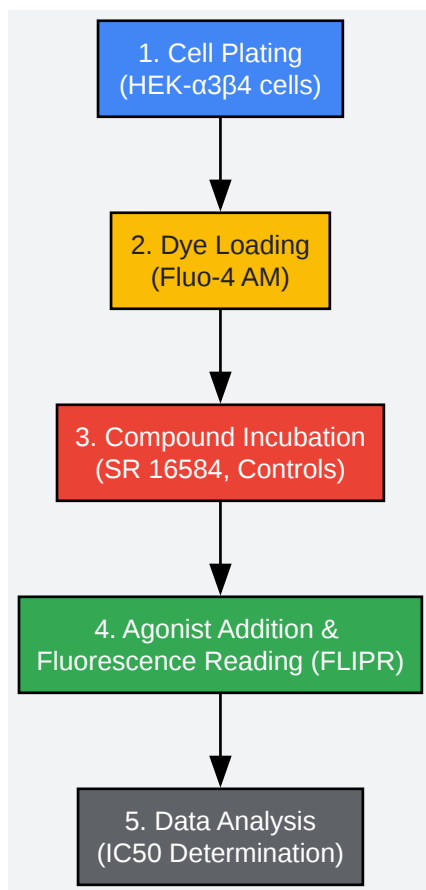 1. Cell Plating
(HEK-α3β4 cells)
2. Dye Loading
(Fluo-4 AM)
3. Compound Incubation
(SR 16584, Controls)
4. Agonist Addition &
Fluorescence Reading (FLIPR)
5. Data Analysis
(IC50 Determination)